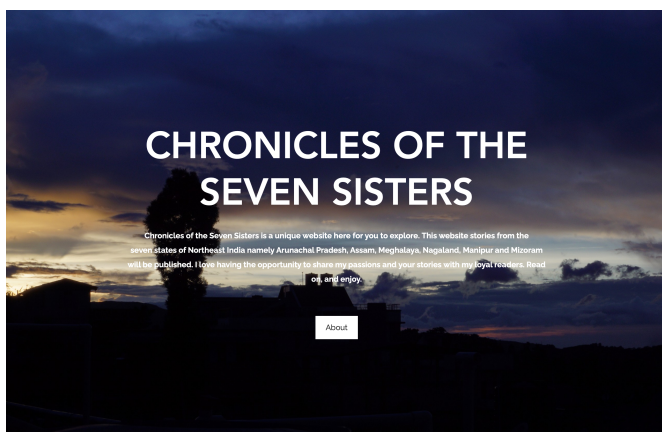 CHRONICLES OF THE
SEVEN SISTERS
Chronicles of the Seven Sisters is a unique website here for you to explore. This website stories from the
seven states of Northeast India namely Arunachal Pradesh, Assam, Meghalaya, Nagaland, Manipur and Mizoram
will be published. I love having the opportunity to share my passions and your stories with my loyal readers. Read
on, and enjoy.
About